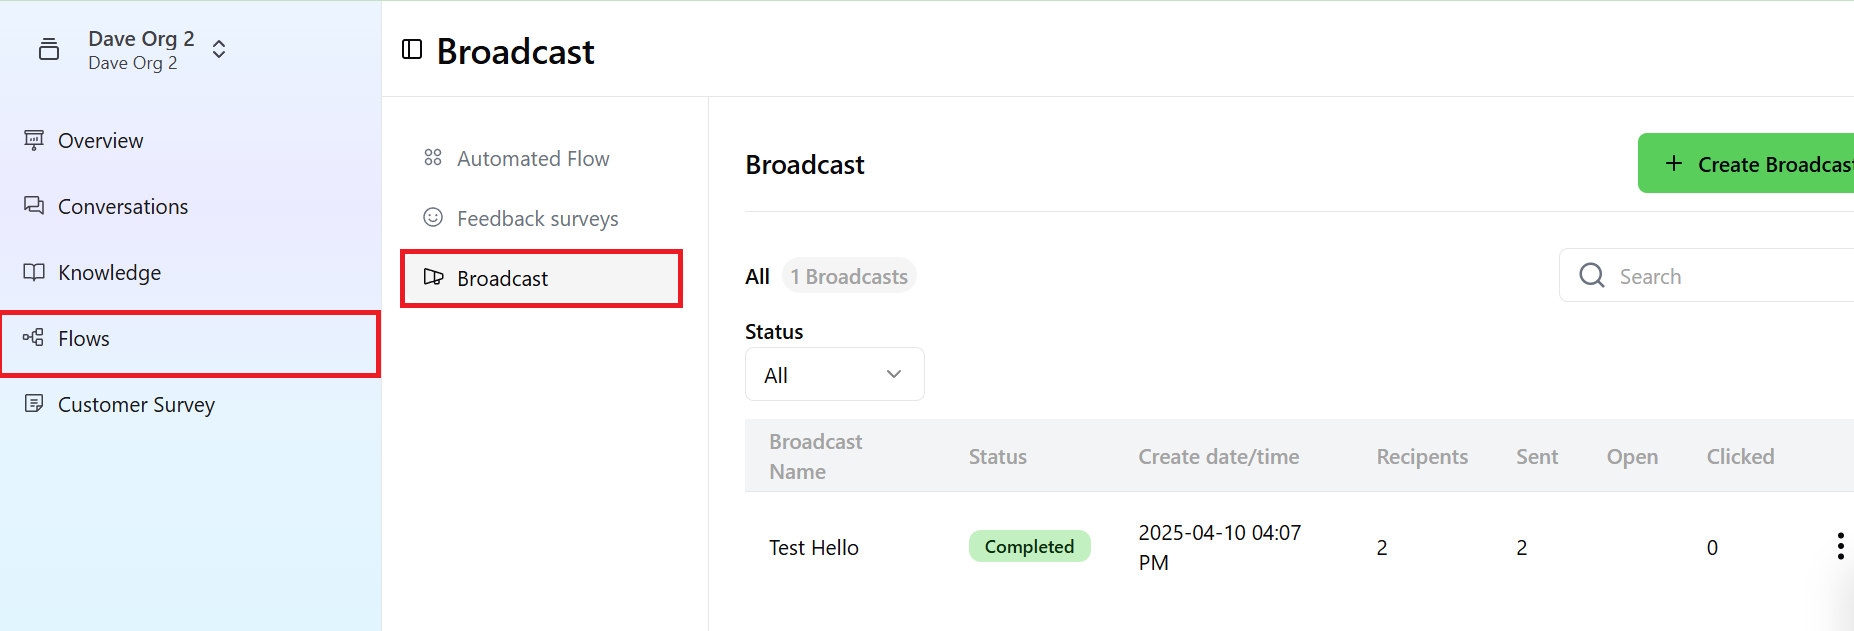 Dave Org 2
Dave Org 2
Overview
Conversations
Knowledge
Flows
Customer Survey
Broadcast
Automated Flow
Feedback surveys
Broadcast
Broadcast
+ Create Broadcast
All 1 Broadcasts
Search
Status
All
Broadcast
Name
Status
Create date/time
Recipents
Sent
Open
Clicked
Test Hello
Completed
2025-04-10 04:07
PM
2
2
0